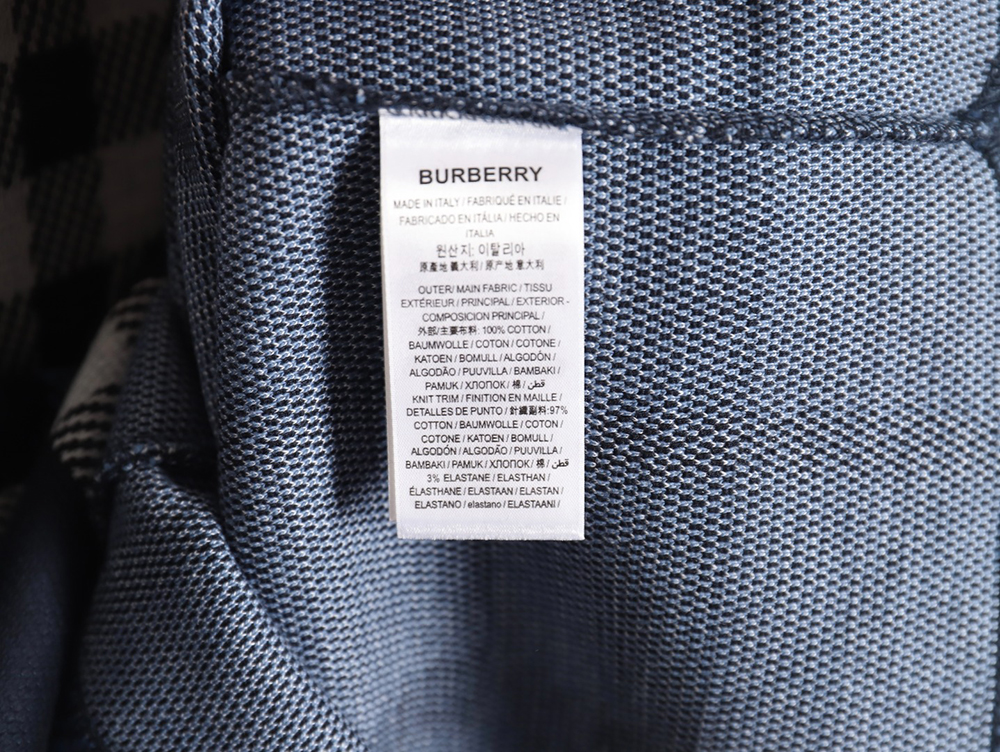 BURBERRY
MADE IN ITALY / FABRIQUÉ EN ITALIE /
FABRICADO EN ITÁLIA / HECHO EN
ITALIA
원산지: 이탈리아
原產地 義大利 / 原产地 意大利
OUTER/ MAIN FABRIC / TISSU
EXTÉRIEUR / PRINCIPAL / EXTERIOR -
COMPOSICION PRINCIPAL /
外部/主要布料: 100% COTTON /
BAUMWOLLE / COTON / COTONE /
KATOEN / BOMULL / ALGODÓN /
ALGODÃO / PUUVILLA / BAMBAKI /
PAMUK / ХЛОПОК / 棉 / قطن
KNIT TRIM / FINITION EN MAILLE /
DETALLES DE PUNTO / 針織副料:97%
COTTON / BAUMWOLLE / COTON /
COTONE / KATOEN / BOMULL /
ALGODÓN / ALGODÃO / PUUVILLA /
BAMBAKI / PAMUK / ХЛОПОК / 棉 / قطن
3% ELASTANE / ELASTHAN /
ÉLASTHANE / ELASTAAN / ELASTAN /
ELASTANO / elastano / ELASTAANI /